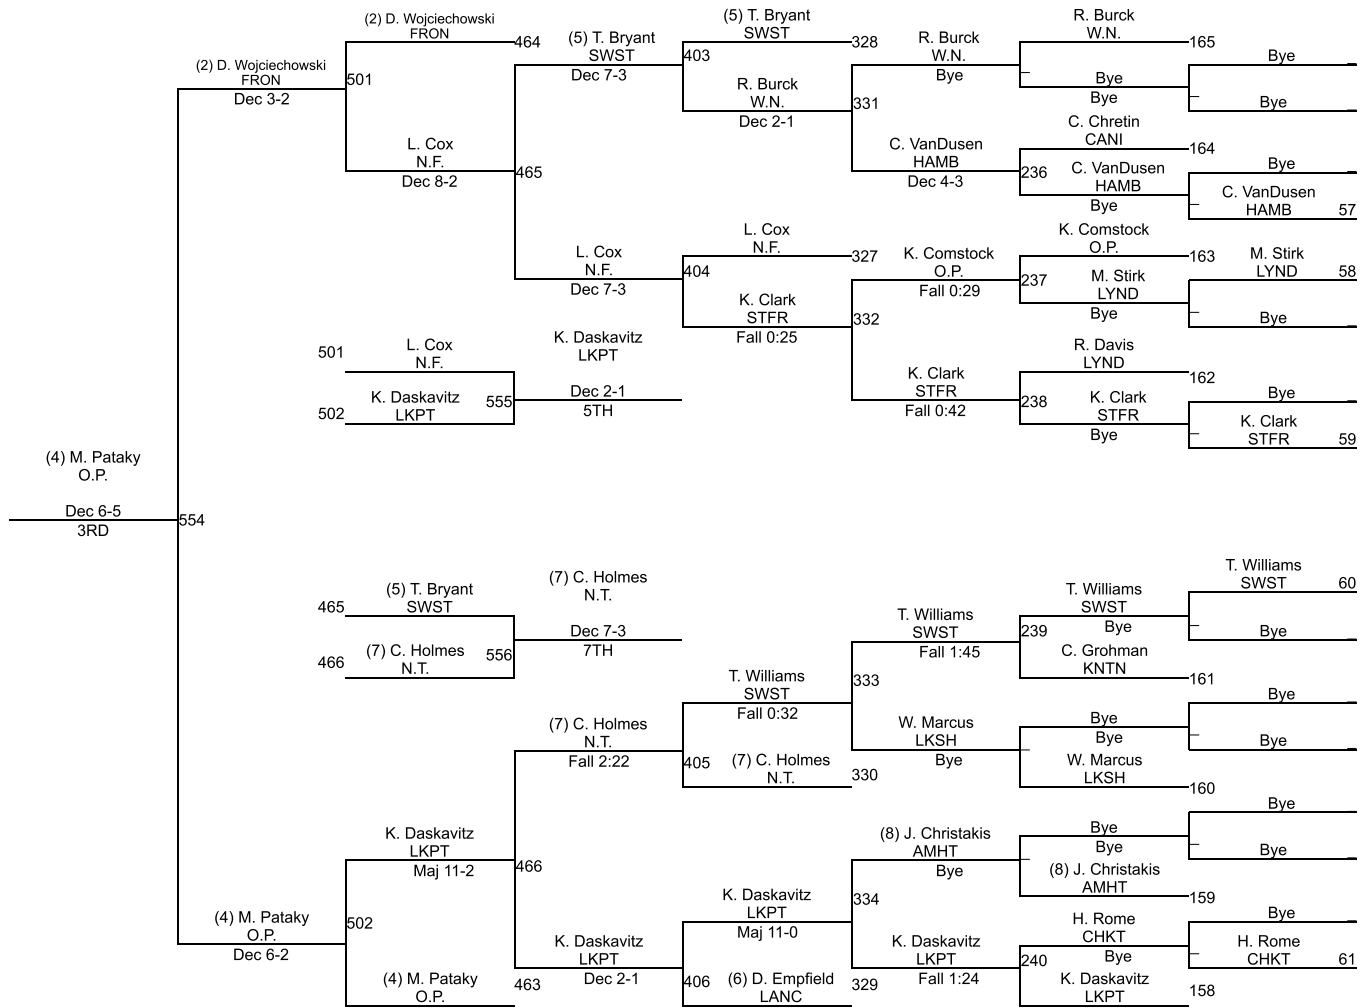 (2) D. Wojciechowski
FRON
464
(2) D. Wojciechowski
FRON
Dec 3-2
501
L. Cox
N.F.
Dec 8-2
(5) T. Bryant
SWST
Dec 7-3
465
L. Cox
N.F.
Dec 7-3
(5) T. Bryant
SWST
328
403
R. Burck
W.N.
Dec 2-1
L. Cox
N.F.
327
404
K. Clark
STFR
Fall 0:25
R. Burck
W.N.
Bye
331
C. VanDusen
HAMB
Dec 4-3
K. Comstock
O.P.
Fall 0:29
332
K. Clark
STFR
Fall 0:42
R. Burck
W.N.
165
Bye
Bye
C. Chretin
CANI
164
236
C. VanDusen
HAMB
Bye
K. Comstock
O.P.
163
237
M. Stirk
LYND
Bye
R. Davis
LYND
162
238
K. Clark
STFR
Bye
Bye
Bye
Bye
C. VanDusen
HAMB
57
M. Stirk
LYND
58
Bye
Bye
K. Clark
STFR
59
501
L. Cox
N.F.
502
K. Daskavitz
LKPT
555
K. Daskavitz
LKPT
Dec 2-1
5TH
(4) M. Pataky
O.P.
Dec 6-5
3RD
554
465
(5) T. Bryant
SWST
466
(7) C. Holmes
N.T.
556
(7) C. Holmes
N.T.
Dec 7-3
7TH
(4) M. Pataky
O.P.
Dec 6-2
502
K. Daskavitz
LKPT
Maj 11-2
(4) M. Pataky
O.P.
463
466
(7) C. Holmes
N.T.
Fall 2:22
K. Daskavitz
LKPT
Dec 2-1
T. Williams
SWST
Fall 0:32
405
(7) C. Holmes
N.T.
330
K. Daskavitz
LKPT
Maj 11-0
406
(6) D. Empfield
LANC
329
T. Williams
SWST
Fall 1:45
333
W. Marcus
LKSH
Bye
(8) J. Christakis
AMHT
Bye
334
K. Daskavitz
LKPT
Fall 1:24
T. Williams
SWST
Bye
239
C. Grohman
KNTN
161
Bye
Bye
W. Marcus
LKSH
160
Bye
Bye
(8) J. Christakis
AMHT
159
H. Rome
CHKT
Bye
240
K. Daskavitz
LKPT
158
T. Williams
SWST
60
Bye
Bye
Bye
Bye
Bye
Bye
H. Rome
CHKT
61